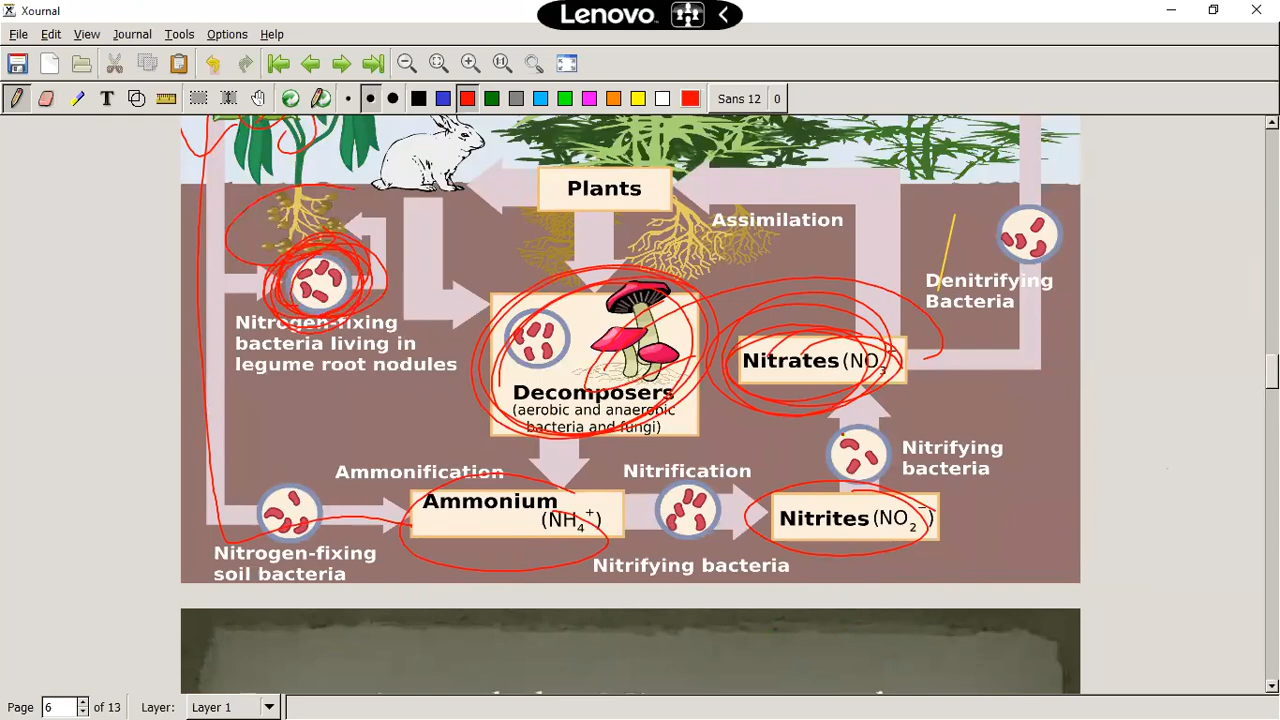 Xournal
Lenovo
File Edit View Journal Tools Options Help
Sans 12 0
Plants
Assimilation
Denitrifying
Bacteria
Nitrogen-fixing
bacteria living in
legume root nodules
Nitrates (NO3-)
Decomposers
(aerobic and anaerobic
bacteria and fungi)
Nitrifying
bacteria
Ammonification
Nitrification
Ammonium
(NH4+)
Nitrites (NO2-)
Nitrogen-fixing
soil bacteria
Nitrifying bacteria
Page 6 of 13 Layer: Layer 1